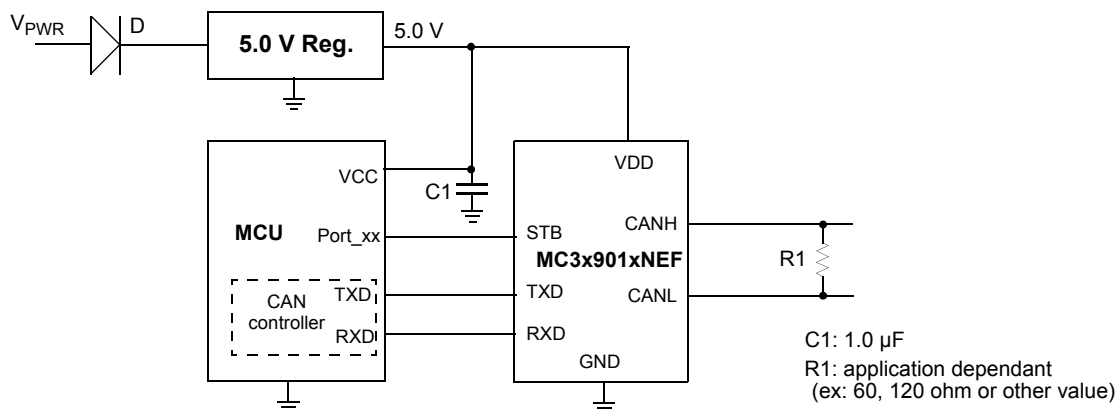 VPWR
D
5.0 V Reg.
5.0 V
VCC
C1
VDD
MCU
Port_xx
STB
CANH
MC3x901xNEF
R1
CAN
controller
TXD
TXD
CANL
RXD
RXD
GND
C1: 1.0 µF
R1: application dependant
(ex: 60, 120 ohm or other value)